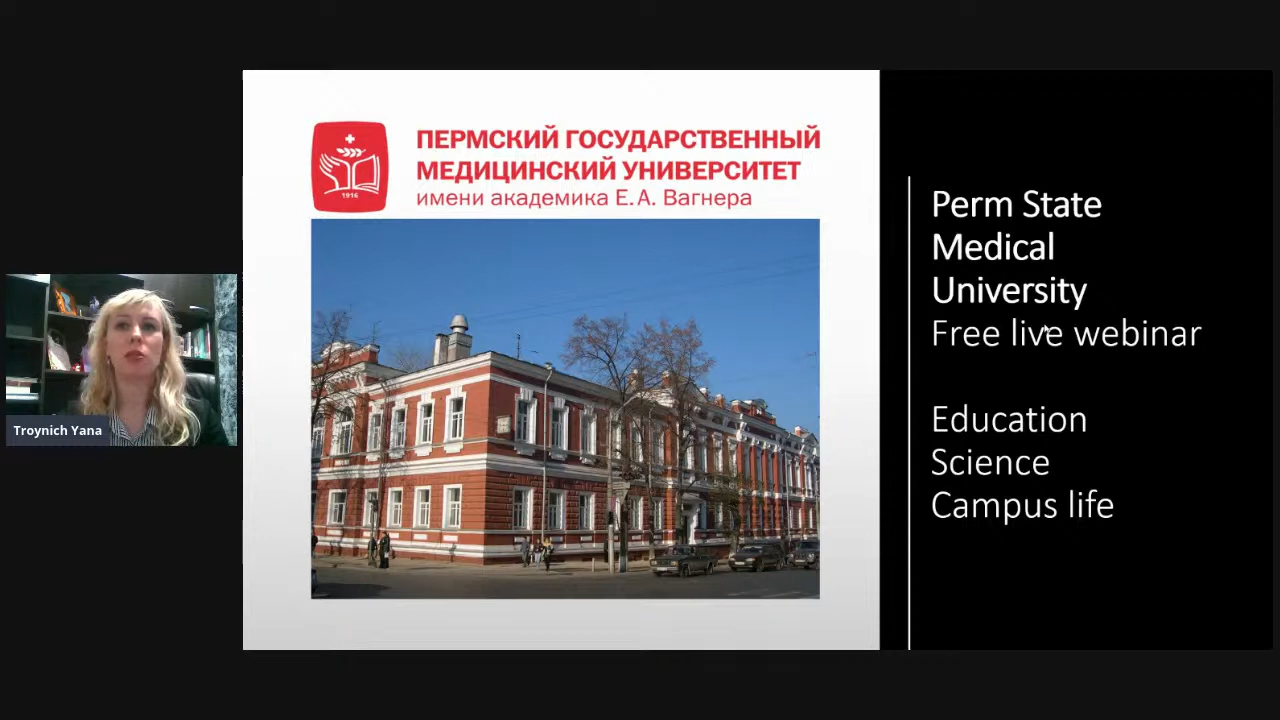 ПЕРМСКИЙ ГОСУДАРСТВЕННЫЙ
МЕДИЦИНСКИЙ УНИВЕРСИТЕТ
имени академика Е.А. Вагнера
1916
Troynich Yana
Perm State
Medical
University
Free live webinar
Education
Science
Campus life